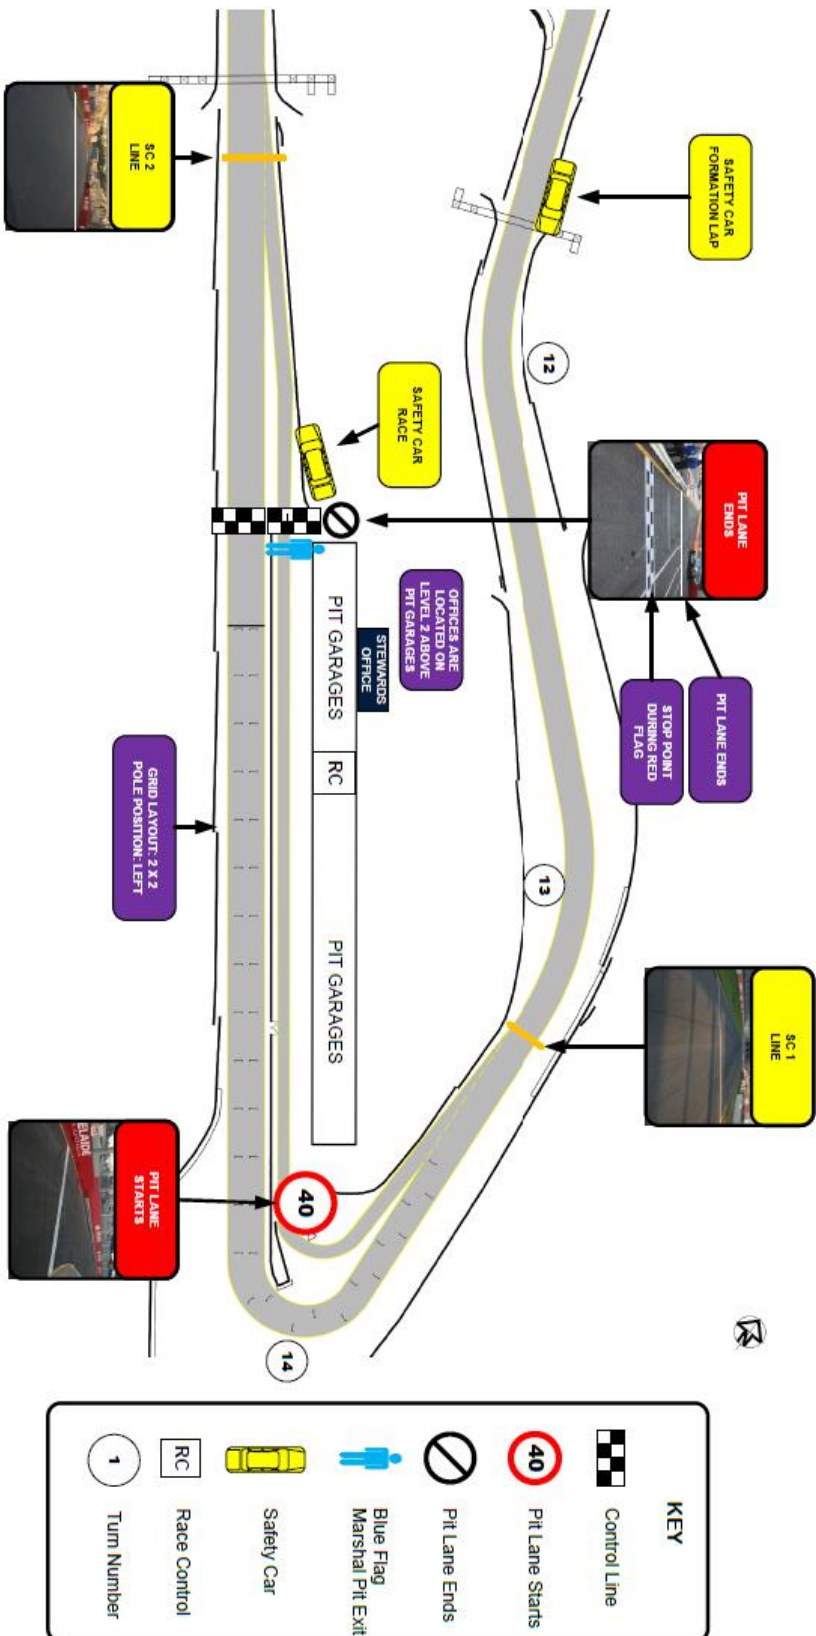 SC 1
LINE
PIT LANE
ENDS
PIT LANE ENDS
STOP POINT
DURING RED
FLAG
SAFETY CAR
FORMATION LAP
12
13
SAFETY CAR
RACE
OFFICES ARE
LOCATED ON
LEVEL 2 ABOVE
PIT GARAGES
STEWARDS
OFFICE
PIT GARAGES
RC
PIT GARAGES
40
14
SC 2
LINE
GRID LAYOUT: 2 X 2
POLE POSITION: LEFT
PIT LANE
STARTS
ELAIDE
KEY
Control Line
40
Pit Lane Starts
Pit Lane Ends
Blue Flag
Marshal Pit Exit
Safety Car
RC
Race Control
1
Turn Number